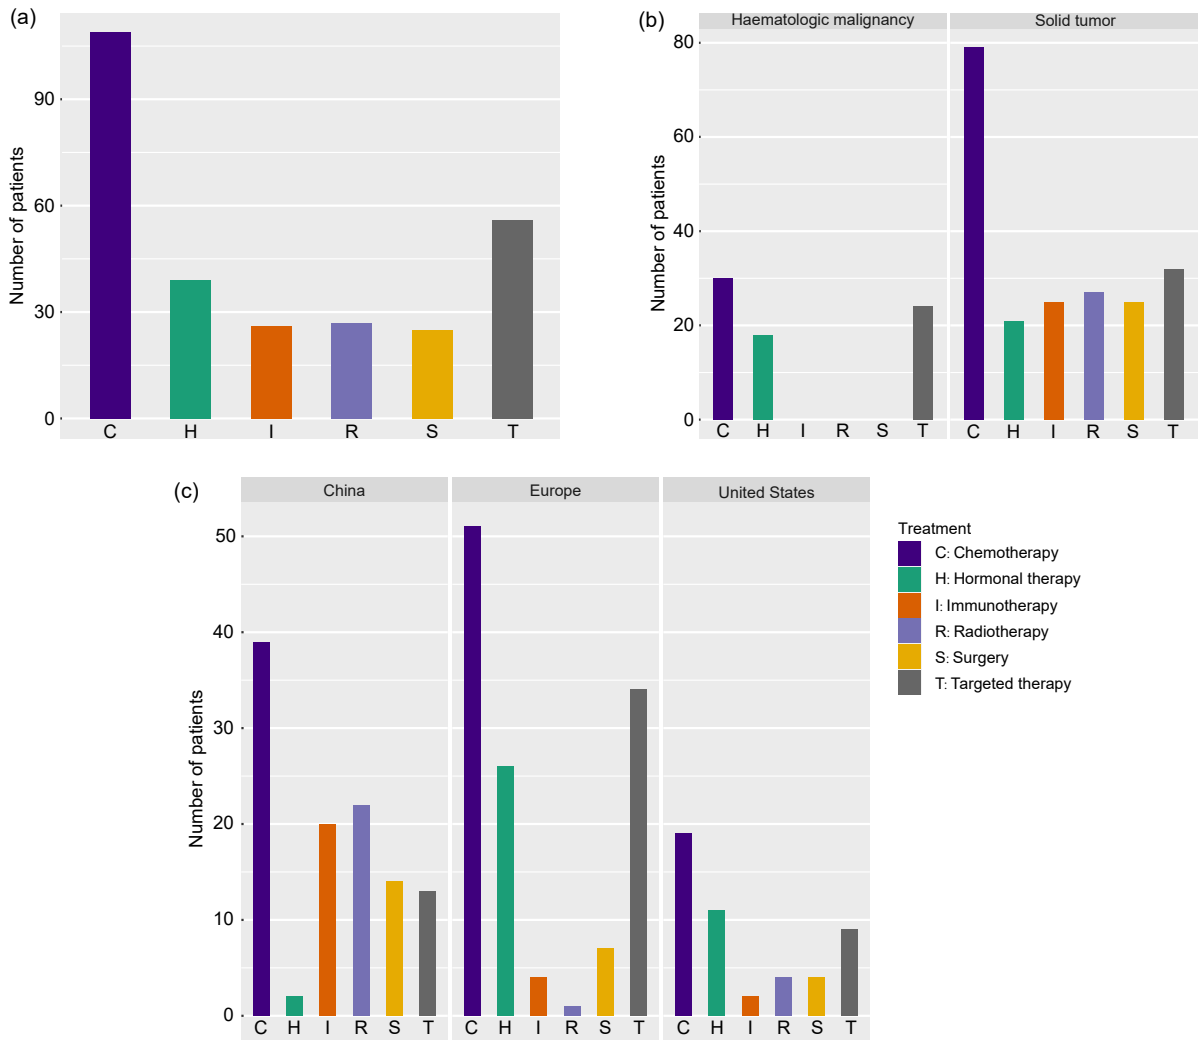 (a)
Number of patients
90
60
30
0
C H I R S T
(b)
Haematologic malignancy Solid tumor
Number of patients
80
60
40
20
0
C H I R S T C H I R S T
(c)
China Europe United States
Number of patients
50
40
30
20
10
0
C H I R S T C H I R S T C H I R S T
Treatment
C: Chemotherapy
H: Hormonal therapy
I: Immunotherapy
R: Radiotherapy
S: Surgery
T: Targeted therapy